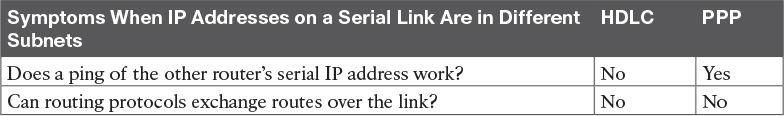 Symptoms When IP Addresses on a Serial Link Are in Different Subnets HDLC PPP
Does a ping of the other router's serial IP address work? No Yes
Can routing protocols exchange routes over the link? No No